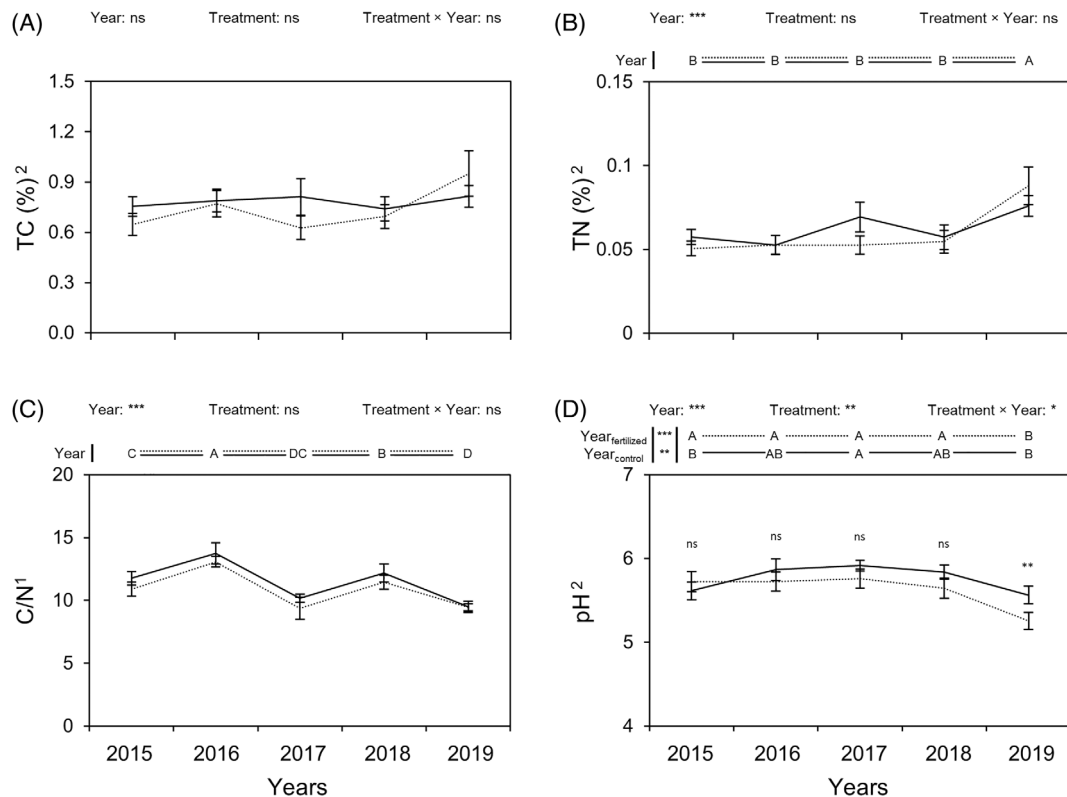 (A)
Year: ns Treatment: ns Treatment × Year: ns
TC (%)²
1.5
1.2
0.9
0.6
0.3
0.0
(B)
Year: *** Treatment: ns Treatment × Year: ns
Year B B B B A
TN (%)²
0.15
0.1
0.05
0
(C)
Year: *** Treatment: ns Treatment × Year: ns
Year C A DC B D
C/N¹
20
15
10
5
0
2015 2016 2017 2018 2019
Years
(D)
Year: *** Treatment: ** Treatment × Year: *
Year fertilized *** A A A A B
Year control ** B AB A AB B
pH²
7
6
5
4
ns ns ns ns **
2015 2016 2017 2018 2019
Years